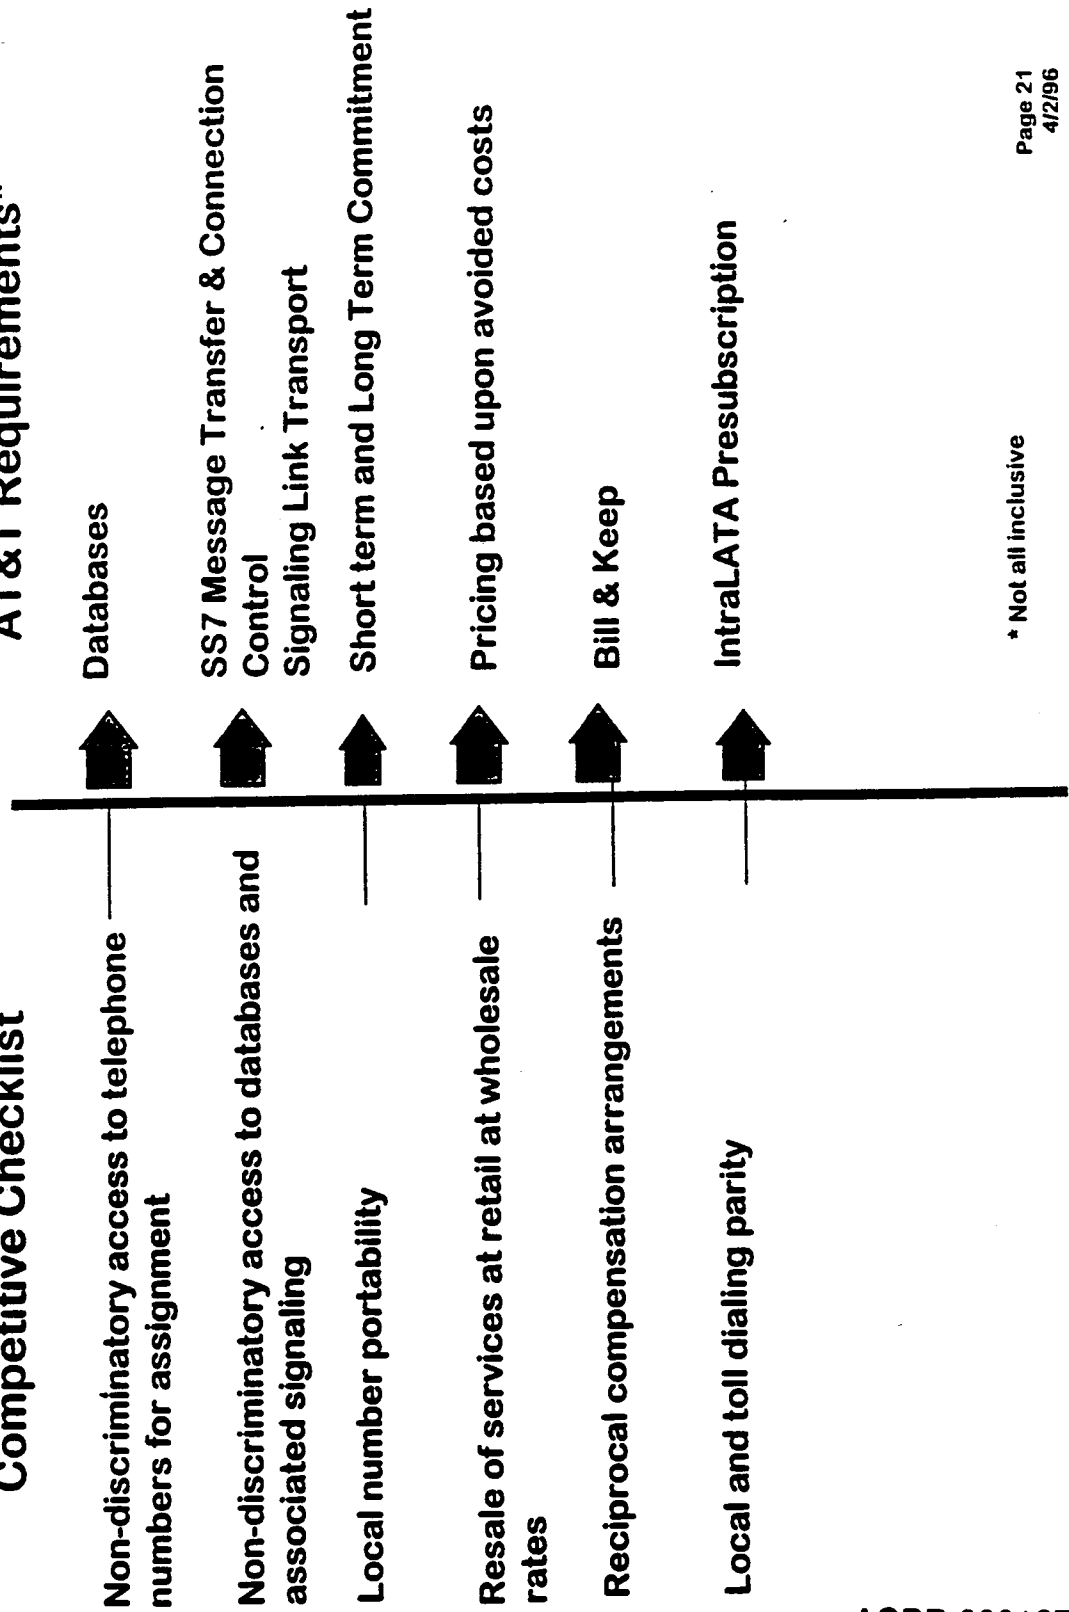 Competitive Checklist
AT&T Requirements*
Non-discriminatory access to telephone
numbers for assignment
Databases
Non-discriminatory access to databases and
associated signaling
SS7 Message Transfer & Connection
Control
Signaling Link Transport
Local number portability
Short term and Long Term Commitment
Resale of services at retail at wholesale
rates
Pricing based upon avoided costs
Reciprocal compensation arrangements
Bill & Keep
Local and toll dialing parity
IntraLATA Presubscription
* Not all inclusive
Page 21
4/2/96